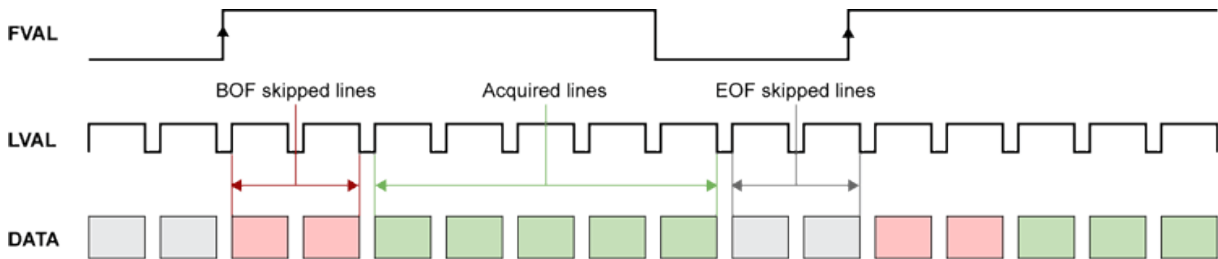 FVAL
BOF skipped lines
Acquired lines
EOF skipped lines
LVAL
DATA